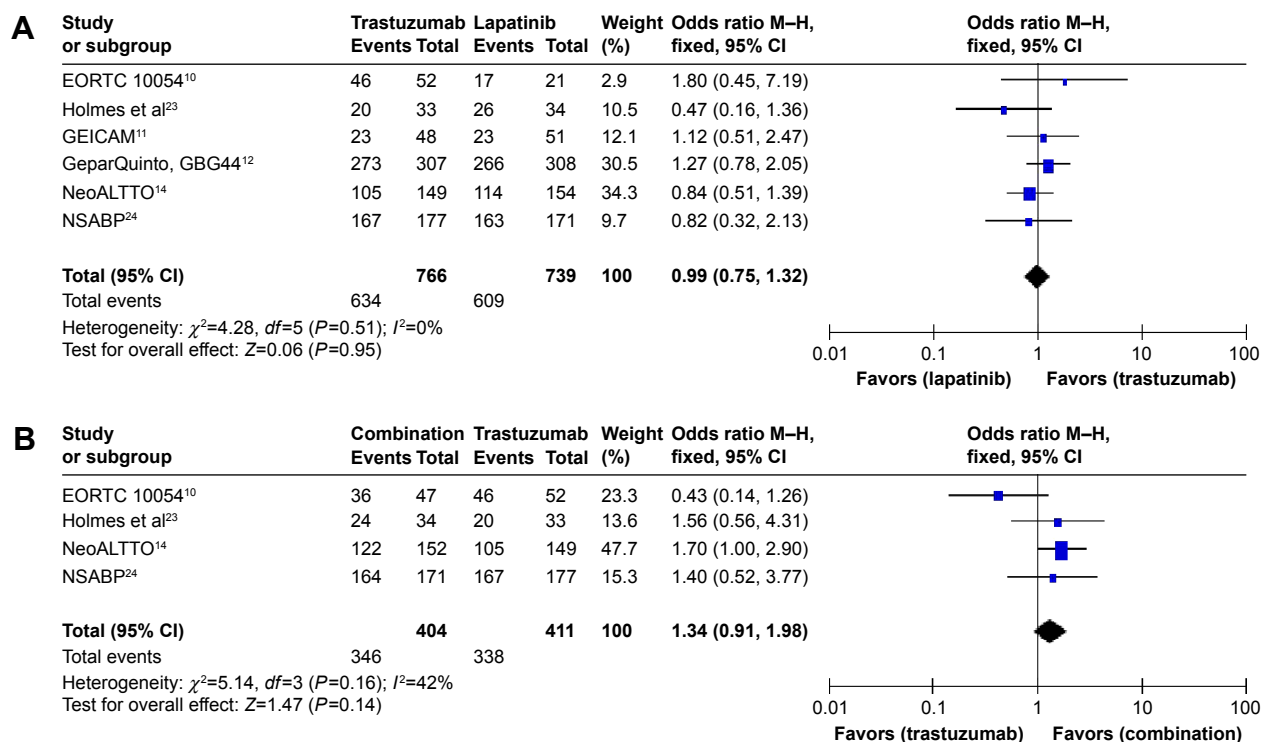 A
Study Trastuzumab Lapatinib Weight Odds ratio M–H, Odds ratio M–H,
or subgroup Events Total Events Total (%) fixed, 95% CI fixed, 95% CI
EORTC 10054¹⁰ 46 52 17 21 2.9 1.80 (0.45, 7.19)
Holmes et al²³ 20 33 26 34 10.5 0.47 (0.16, 1.36)
GEICAM¹¹ 23 48 23 51 12.1 1.12 (0.51, 2.47)
GeparQuinto, GBG44¹² 273 307 266 308 30.5 1.27 (0.78, 2.05)
NeoALTTO¹⁴ 105 149 114 154 34.3 0.84 (0.51, 1.39)
NSABP²⁴ 167 177 163 171 9.7 0.82 (0.32, 2.13)
Total (95% CI) 766 739 100 0.99 (0.75, 1.32)
Total events 634 609
Heterogeneity: χ²=4.28, df=5 (P=0.51); I²=0%
Test for overall effect: Z=0.06 (P=0.95)
0.01 0.1 1 10 100
Favors (lapatinib) Favors (trastuzumab)
B
Study Combination Trastuzumab Weight Odds ratio M–H, Odds ratio M–H,
or subgroup Events Total Events Total (%) fixed, 95% CI fixed, 95% CI
EORTC 10054¹⁰ 36 47 46 52 23.3 0.43 (0.14, 1.26)
Holmes et al²³ 24 34 20 33 13.6 1.56 (0.56, 4.31)
NeoALTTO¹⁴ 122 152 105 149 47.7 1.70 (1.00, 2.90)
NSABP²⁴ 164 171 167 177 15.3 1.40 (0.52, 3.77)
Total (95% CI) 404 411 100 1.34 (0.91, 1.98)
Total events 346 338
Heterogeneity: χ²=5.14, df=3 (P=0.16); I²=42%
Test for overall effect: Z=1.47 (P=0.14)
0.01 0.1 1 10 100
Favors (trastuzumab) Favors (combination)